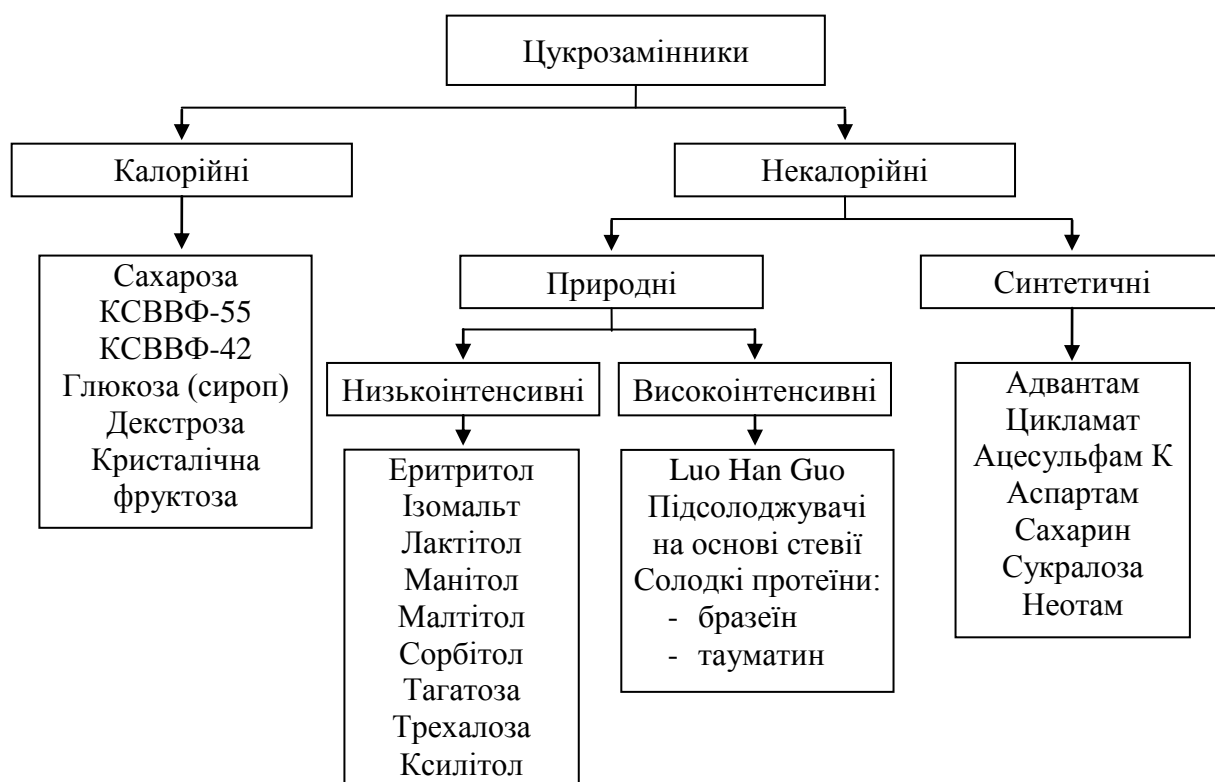 Цукрозамінники
Калорійні
Некалорійні
Сахароза
КСВВФ-55
КСВВФ-42
Глюкоза (сироп)
Декстроза
Кристалічна
фруктоза
Природні
Синтетичні
Низькоінтенсивні
Високоінтенсивні
Еритритол
Ізомальт
Лактітол
Манітол
Малтітол
Сорбітол
Тагатоза
Трехалоза
Ксилітол
Luo Han Guo
Підсолоджувачі
на основі стевії
Солодкі протеїни:
- бразеїн
- тауматин
Адвантам
Цикламат
Ацесульфам К
Аспартам
Сахарин
Сукралоза
Неотам